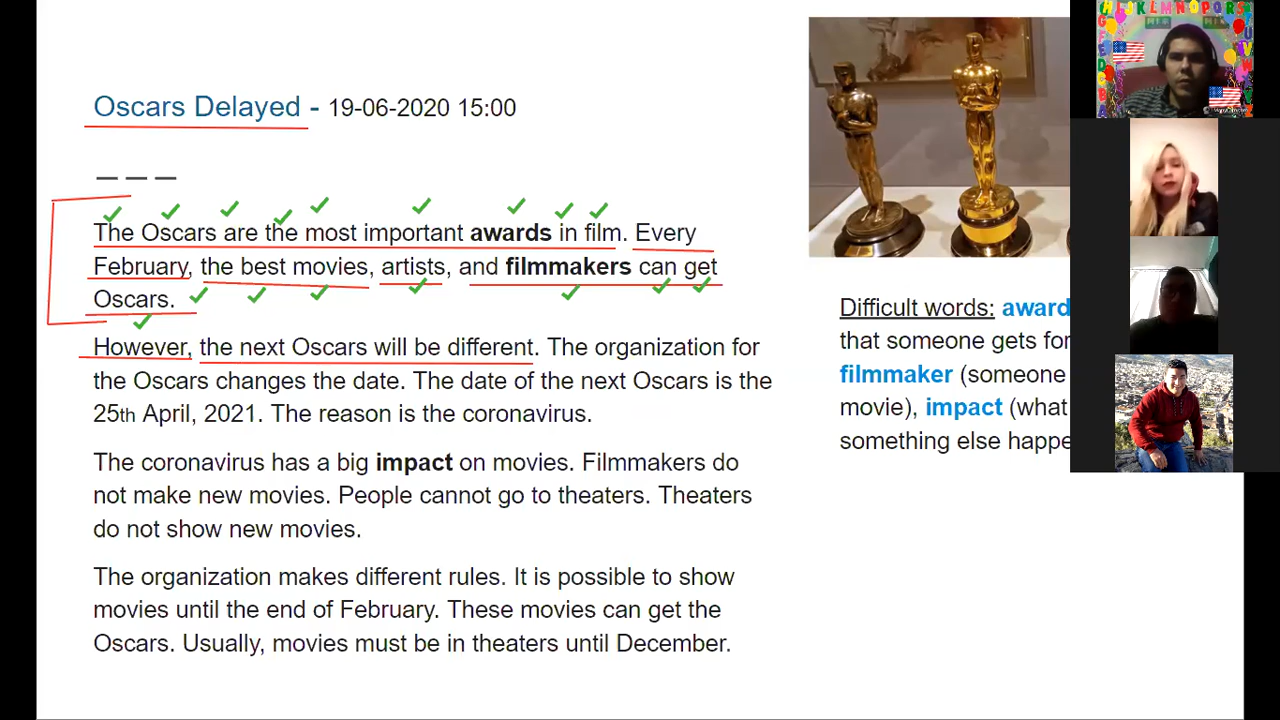 Oscars Delayed - 19-06-2020 15:00
The Oscars are the most important awards in film. Every
February, the best movies, artists, and filmmakers can get
Oscars.
However, the next Oscars will be different. The organization for
the Oscars changes the date. The date of the next Oscars is the
25th April, 2021. The reason is the coronavirus.
The coronavirus has a big impact on movies. Filmmakers do
not make new movies. People cannot go to theaters. Theaters
do not show new movies.
The organization makes different rules. It is possible to show
movies until the end of February. These movies can get the
Oscars. Usually, movies must be in theaters until December.
Difficult words: award
that someone gets for
filmmaker (someone
movie), impact (what
something else happe